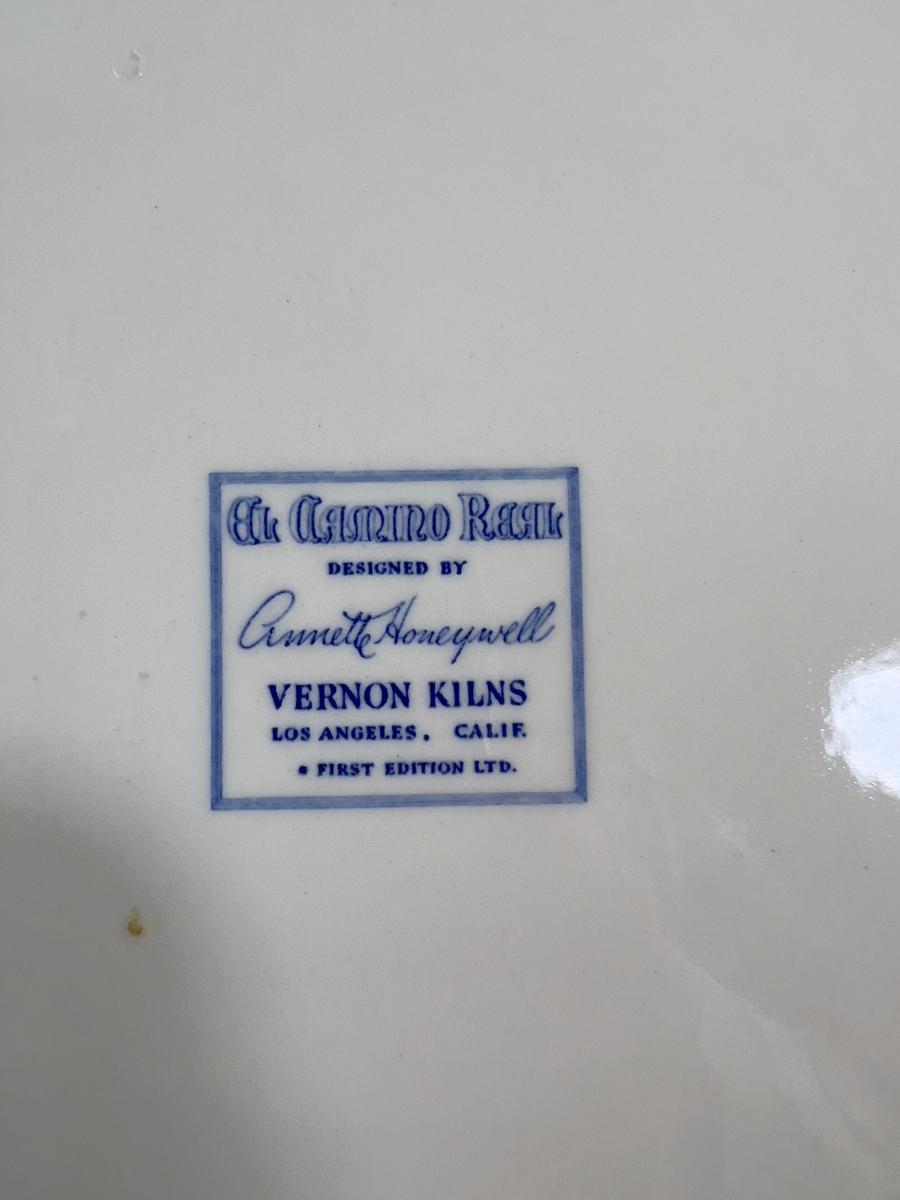 El Camino Real
DESIGNED BY
Annette Honeywell
VERNON KILNS
LOS ANGELES. CALIF.
* FIRST EDITION LTD.